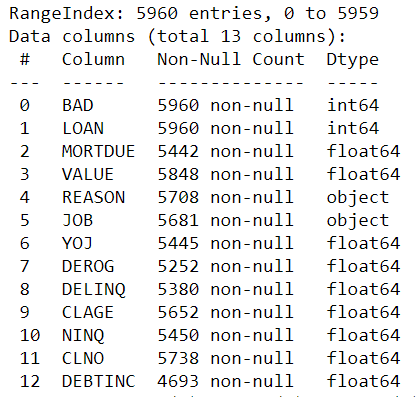 RangeIndex: 5960 entries, 0 to 5959
Data columns (total 13 columns):
 #   Column   Non-Null Count  Dtype
---  ------   --------------  -----
 0   BAD      5960 non-null   int64
 1   LOAN     5960 non-null   int64
 2   MORTDUE  5442 non-null   float64
 3   VALUE    5848 non-null   float64
 4   REASON   5708 non-null   object
 5   JOB      5681 non-null   object
 6   YOJ      5445 non-null   float64
 7   DEROG    5252 non-null   float64
 8   DELINQ   5380 non-null   float64
 9   CLAGE    5652 non-null   float64
 10  NINQ     5450 non-null   float64
 11  CLNO     5738 non-null   float64
 12  DEBTINC  4693 non-null   float64